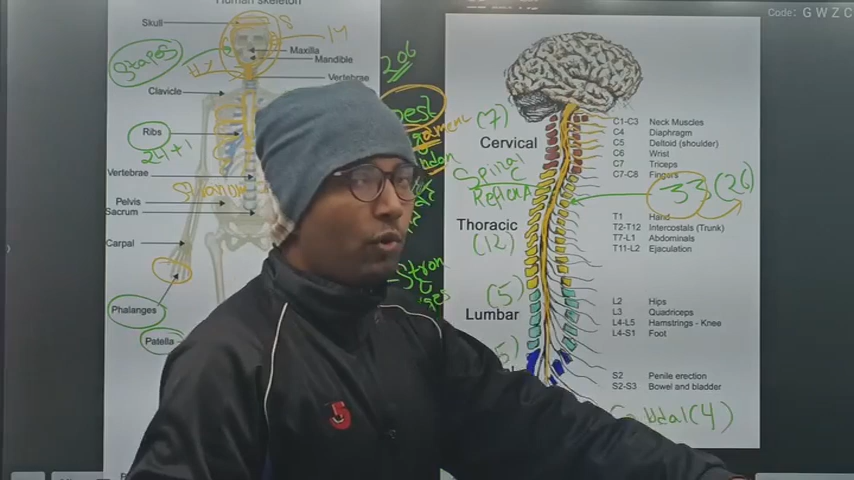 Human skeleton
Code: G W Z C
Skull
8
14
Stapes
Maxilla
Mandible
206
Vertebrae
Clavicle
Ribs
24+1
Vertebrae
Pelvis
Sacrum
Carpal
Phalanges
Patella
(7)
Cervical
Spinal
C
Thoracic
(12)
(5)
Lumbar
C1-C3 Neck Muscles
C4 Diaphragm
C5 Deltoid (shoulder)
C6 Wrist
C7 Triceps
C7-C8 Fingers
33 (26)
T1 Hand
T2-T12 Intercostals (Trunk)
T7-L1 Abdominals
T11-L2 Ejaculation
L2 Hips
L3 Quadriceps
L4-L5 Hamstrings - Knee
L4-S1 Foot
S2 Penile erection
S2-S3 Bowel and bladder
(4)
5